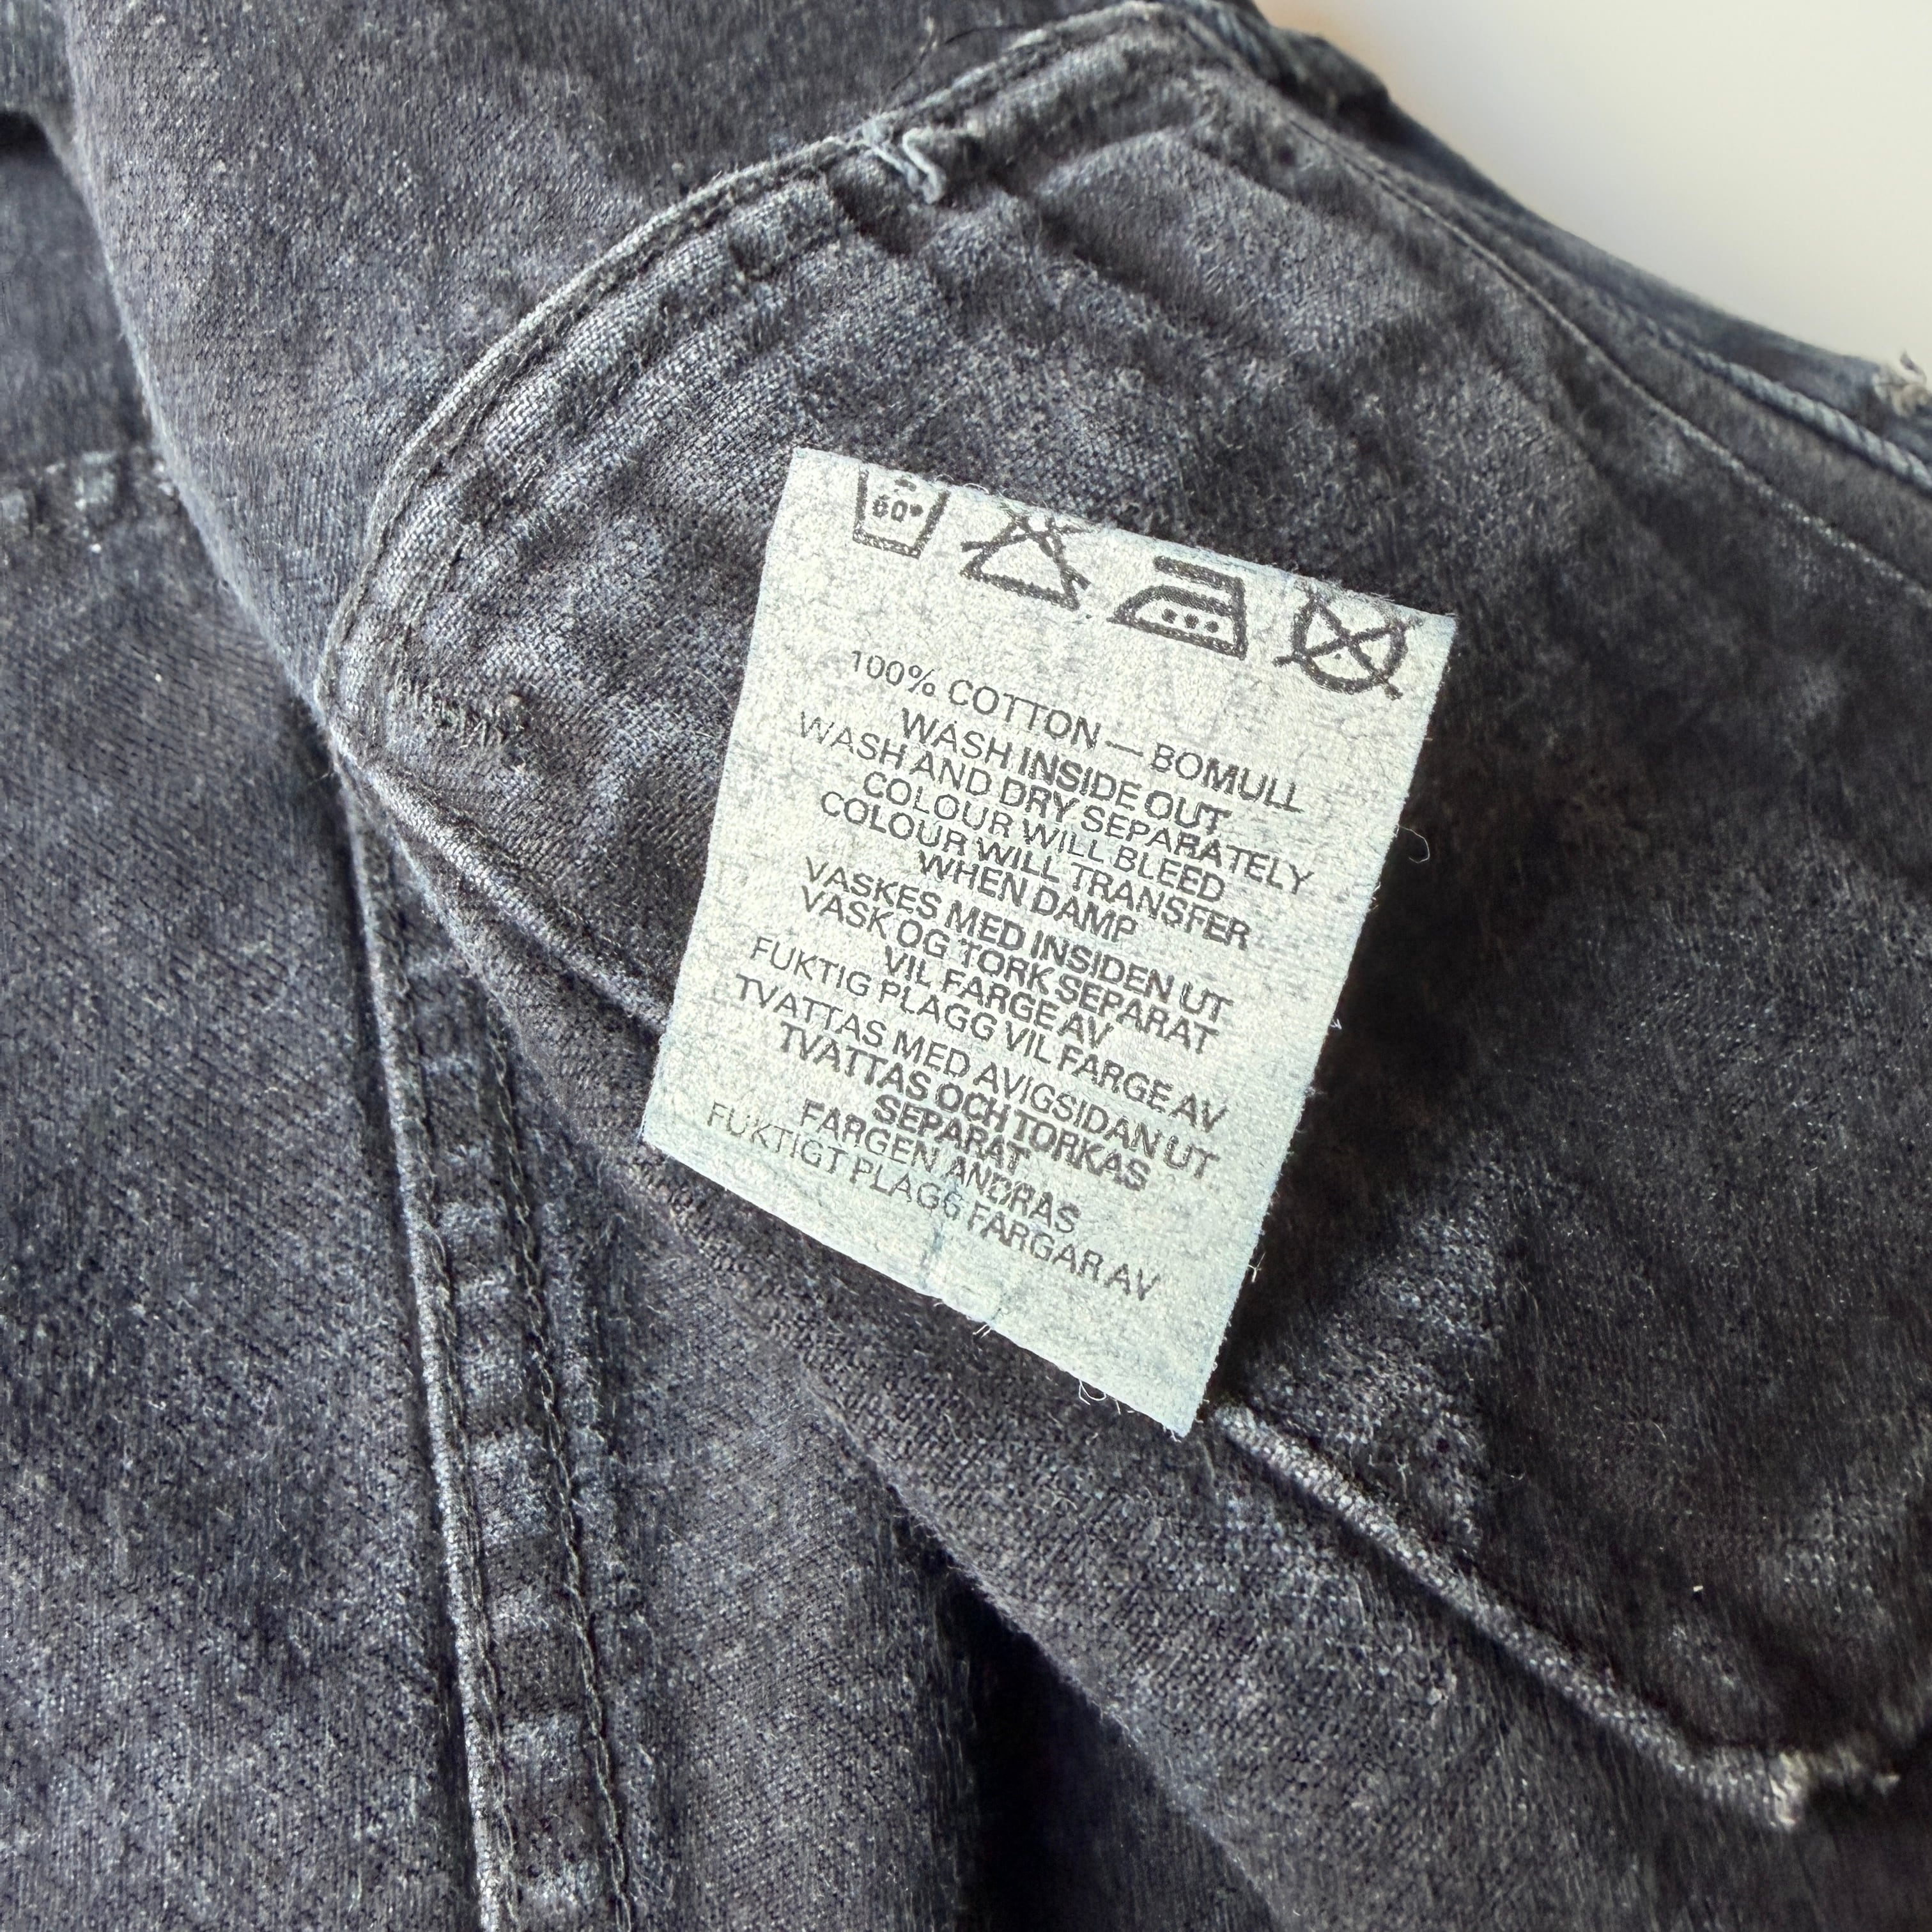 60°
100% COTTON — BOMULL
WASH INSIDE OUT
WASH AND DRY SEPARATELY
COLOUR WILL BLEED
COLOUR WILL TRANSFER
WHEN DAMP
VASKES MED INSIDEN UT
VASK OG TORK SEPARAT
VIL FARGE AV
FUKTIG PLAGG VIL FARGE AV
TVATTAS MED AVIGSIDAN UT
TVATTAS OCH TORKAS
SEPARAT
FARGEN ANDRAS
FUKTIGT PLAGG FARGAR AV